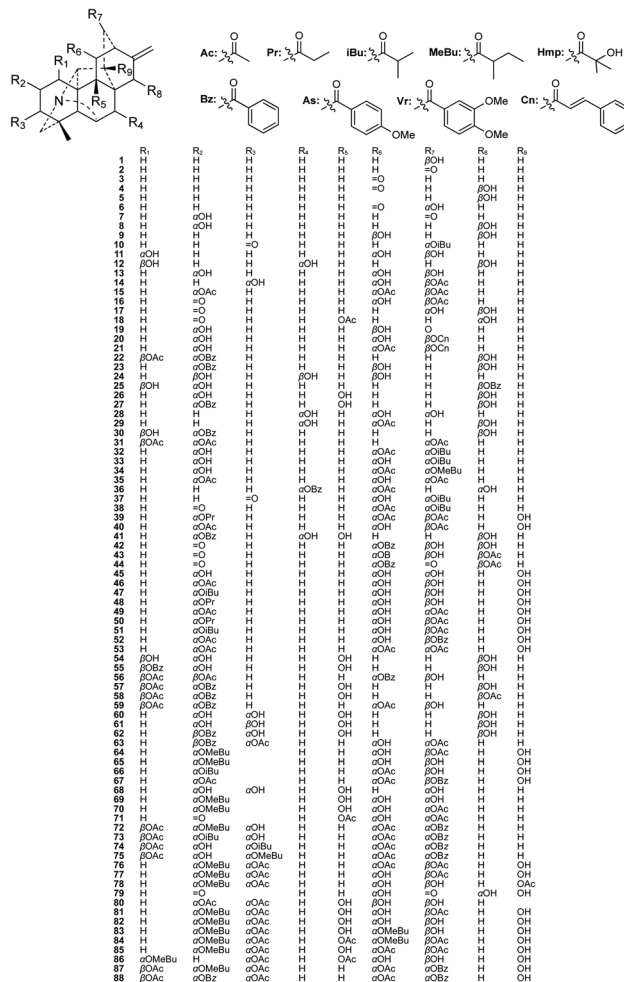 R₇
R₆
R₁
R₂
R₉
R₈
R₅
N
R₃
R₄
Ac:
O
Pr:
O
iBu:
O
MeBu:
O
Hmp:
O
OH
Bz:
O
As:
O
OMe
Vr:
O
OMe
OMe
Cn:
O
R₁ R₂ R₃ R₄ R₅ R₆ R₇ R₈ R₉
1 H H H H H H βOH H H
2 H H H H H H =O H H
3 H H H H H =O H H H
4 H H H H H =O H βOH H
5 H H H H H H H βOH H
6 H H H H H =O αOH H H
7 H αOH H H H H =O H H
8 H αOH H H H H H βOH H
9 H H H H H βOH H βOH H
10 H H =O H H H αOiBu H H
11 αOH H H H H αOH βOH H H
12 βOH H H αOH H H H βOH H
13 H αOH H H H αOH βOH H H
14 H H αOH H H αOH βOAc H H
15 H αOAc H H H αOAc βOAc H H
16 H =O H H H αOH βOAc H H
17 H =O H H H H αOH βOH H
18 H =O H H OAc H H αOH H
19 H αOH H H H βOH O H H
20 H αOH H H H αOH βOCn H H
21 H αOH H H H αOAc βOCn H H
22 βOAc αOBz H H H H H βOH H
23 H αOBz H H H βOH H βOH H
24 H βOH H βOH H βOH H H H
25 βOH αOH H H H H H βOBz H
26 H αOH H H OH H H βOH H
27 H αOBz H H OH H H βOH H
28 H H H αOH H αOH αOH H H
29 H H H αOH H αOAc H βOH H
30 βOH αOBz H H H H H βOH H
31 βOAc αOAc H H H H αOAc H H
32 H αOH H H H αOAc αOiBu H H
33 H αOH H H H αOH αOiBu H H
34 H αOH H H H αOAc αOMeBu H H
35 H αOAc H H H αOH αOAc H H
36 H H H αOBz H αOAc H αOH H
37 H H =O H H αOH αOiBu H H
38 H =O H H H αOAc αOiBu H H
39 H αOPr H H H αOAc βOAc H OH
40 H αOAc H H H αOH βOAc H OH
41 H αOBz H αOH OH H H βOH H
42 H =O H H H αOBz βOH βOH H
43 H =O H H H αOB βOH βOAc H
44 H =O H H H αOBz =O βOAc H
45 H αOH H H H αOH αOH H OH
46 H αOAc H H H αOH βOH H OH
47 H αOiBu H H H αOH βOH H OH
48 H αOPr H H H αOH βOH H OH
49 H αOAc H H H αOH αOAc H OH
50 H αOPr H H H αOH βOAc H OH
51 H αOiBu H H H αOH βOAc H OH
52 H αOAc H H H αOH βOBz H OH
53 H αOAc H H H αOAc αOAc H OH
54 βOH αOH H H OH H H βOH H
55 βOBz αOH H H OH H H βOH H
56 βOAc βOAc H H H αOBz βOH H H
57 βOAc αOBz H H OH H H βOH H
58 βOAc αOBz H H OH H H βOAc H
59 βOAc αOBz H H H αOAc βOH H H
60 H αOH αOH H OH H H βOH H
61 H αOH βOH H OH H H βOH H
62 H βOBz αOH H OH H H βOH H
63 H βOBz αOAc H H αOH αOAc H H
64 H αOMeBu H H αOH βOAc H OH
65 H αOMeBu H H αOH βOH H OH
66 H αOiBu H H αOAc βOH H OH
67 H αOAc H H αOAc βOBz H OH
68 H αOH αOH H OH H αOH H H
69 H αOMeBu H H OH αOH αOH H H
70 H αOMeBu H H OH αOH αOAc H H
71 H =O H OAc αOH αOAc H H
72 βOAc αOMeBu αOH H H αOAc αOBz H H
73 βOAc αOiBu αOH H H αOAc αOBz H H
74 βOAc αOH αOiBu H H αOAc αOBz H H
75 βOAc αOH αOMeBu H H αOAc αOBz H H
76 H αOMeBu αOAc H H αOAc βOAc H OH
77 H αOMeBu αOAc H H αOH βOH H OH
78 H αOMeBu αOAc H H αOH βOH H OAc
79 H =O H H αOH =O αOH OH
80 H αOAc αOAc H OH βOH βOH H
81 H αOMeBu αOAc H OH αOH βOAc H OH
82 H αOMeBu αOAc H OH αOH βOH H OH
83 H αOMeBu αOAc H OH αOMeBu βOH H OH
84 H αOMeBu αOAc H OAc αOMeBu βOAc H OH
85 H αOMeBu αOAc H OH αOAc βOAc H OH
86 αOMeBu H αOAc H OAc αOH βOH H OH
87 βOAc αOMeBu αOAc H H αOAc αOBz H OH
88 βOAc αOBz αOAc H H αOAc αOBz H OH